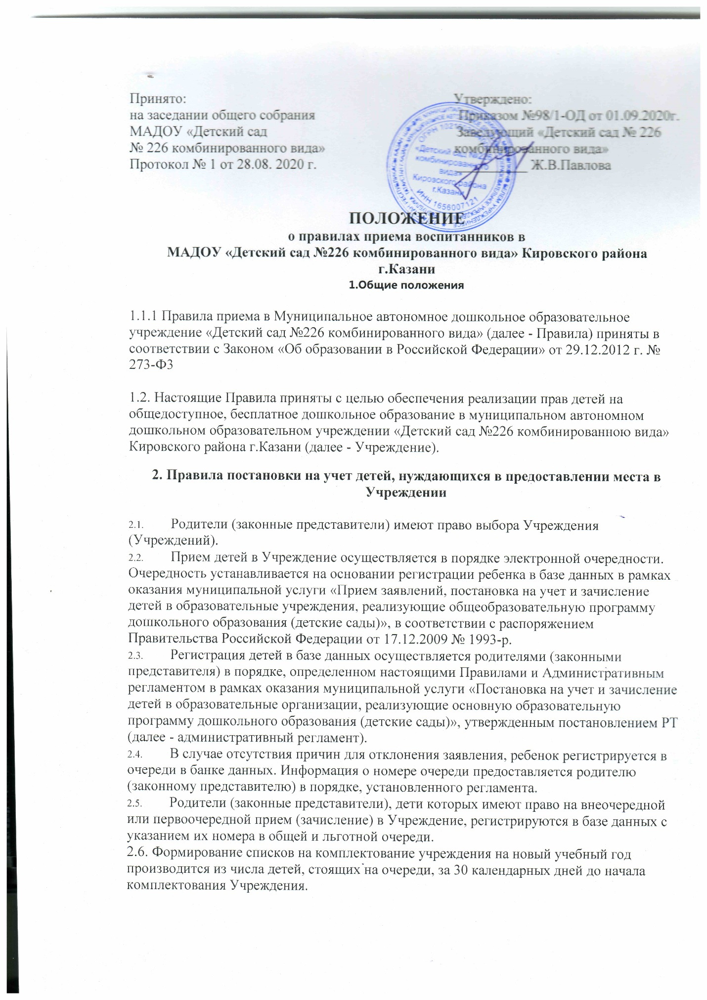 Принято:
на заседании общего собрания
МАДОУ «Детский сад
№ 226 комбинированного вида»
Протокол № 1 от 28.08. 2020 г.
Утверждено:
Приказом №98/1-ОД от 01.09.2020г.
Заведующий «Детский сад № 226
комбинированного вида»
__________ Ж.В.Павлова
«Детский сад №226
комбинированного
вида»
Кировского района
г.Казани
ИНН 1656007121
ПОЛОЖЕНИЕ
о правилах приема воспитанников в
МАДОУ «Детский сад №226 комбинированного вида» Кировского района
г.Казани
1.Общие положения
1.1.1 Правила приема в Муниципальное автономное дошкольное образовательное
учреждение «Детский сад №226 комбинированного вида» (далее - Правила) приняты в
соответствии с Законом «Об образовании в Российской Федерации» от 29.12.2012 г. №
273-ФЗ
1.2. Настоящие Правила приняты с целью обеспечения реализации прав детей на
общедоступное, бесплатное дошкольное образование в муниципальном автономном
дошкольном образовательном учреждении «Детский сад №226 комбинированною вида»
Кировского района г.Казани (далее - Учреждение).
2. Правила постановки на учет детей, нуждающихся в предоставлении места в
Учреждении
2.1. Родители (законные представители) имеют право выбора Учреждения
(Учреждений).
2.2. Прием детей в Учреждение осуществляется в порядке электронной очередности.
Очередность устанавливается на основании регистрации ребенка в базе данных в рамках
оказания муниципальной услуги «Прием заявлений, постановка на учет и зачисление
детей в образовательные учреждения, реализующие общеобразовательную программу
дошкольного образования (детские сады)», в соответствии с распоряжением
Правительства Российской Федерации от 17.12.2009 № 1993-р.
2.3. Регистрация детей в базе данных осуществляется родителями (законными
представителя) в порядке, определенном настоящими Правилами и Административным
регламентом в рамках оказания муниципальной услуги «Постановка на учет и зачисление
детей в образовательные организации, реализующие основную образовательную
программу дошкольного образования (детские сады)», утвержденным постановлением РТ
(далее - административный регламент).
2.4. В случае отсутствия причин для отклонения заявления, ребенок регистрируется в
очереди в банке данных. Информация о номере очереди предоставляется родителю
(законному представителю) в порядке, установленного регламента.
2.5. Родители (законные представители), дети которых имеют право на внеочередной
или первоочередной прием (зачисление) в Учреждение, регистрируются в базе данных с
указанием их номера в общей и льготной очереди.
2.6. Формирование списков на комплектование учреждения на новый учебный год
производится из числа детей, стоящих на очереди, за 30 календарных дней до начала
комплектования Учреждения.